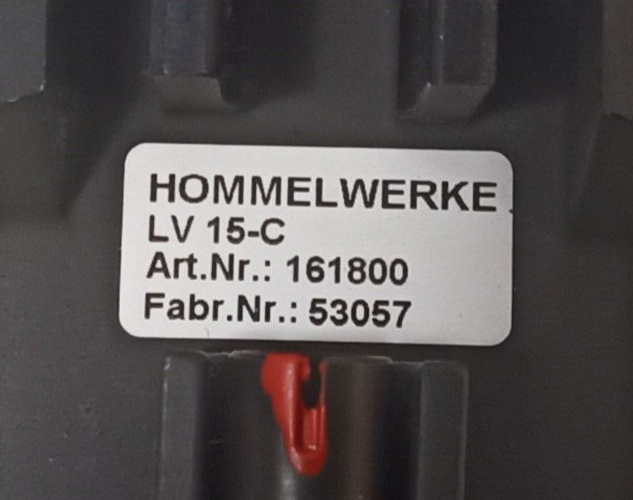 HOMMELWERKE
LV 15-C
Art.Nr.: 161800
Fabr.Nr.: 53057